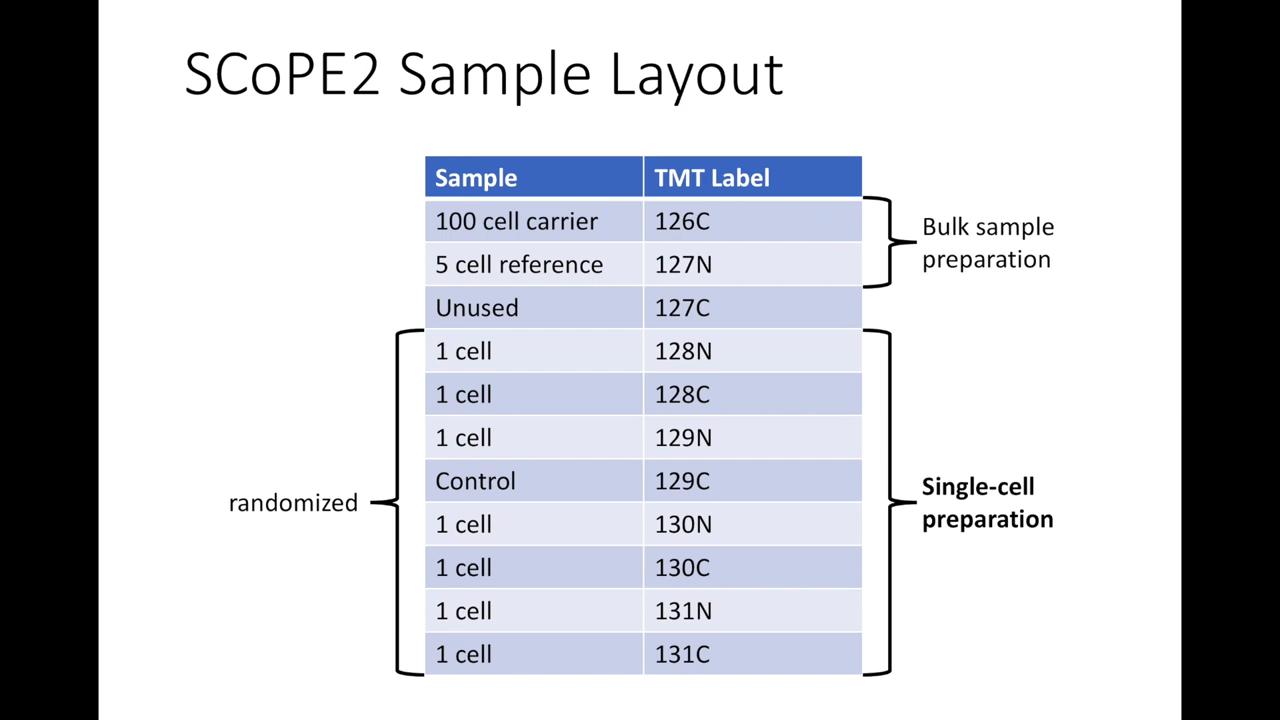 SCoPE2 Sample Layout
Sample TMT Label
100 cell carrier 126C
5 cell reference 127N
Bulk sample
preparation
Unused 127C
1 cell 128N
1 cell 128C
1 cell 129N
Control 129C
randomized
Single-cell
preparation
1 cell 130N
1 cell 130C
1 cell 131N
1 cell 131C